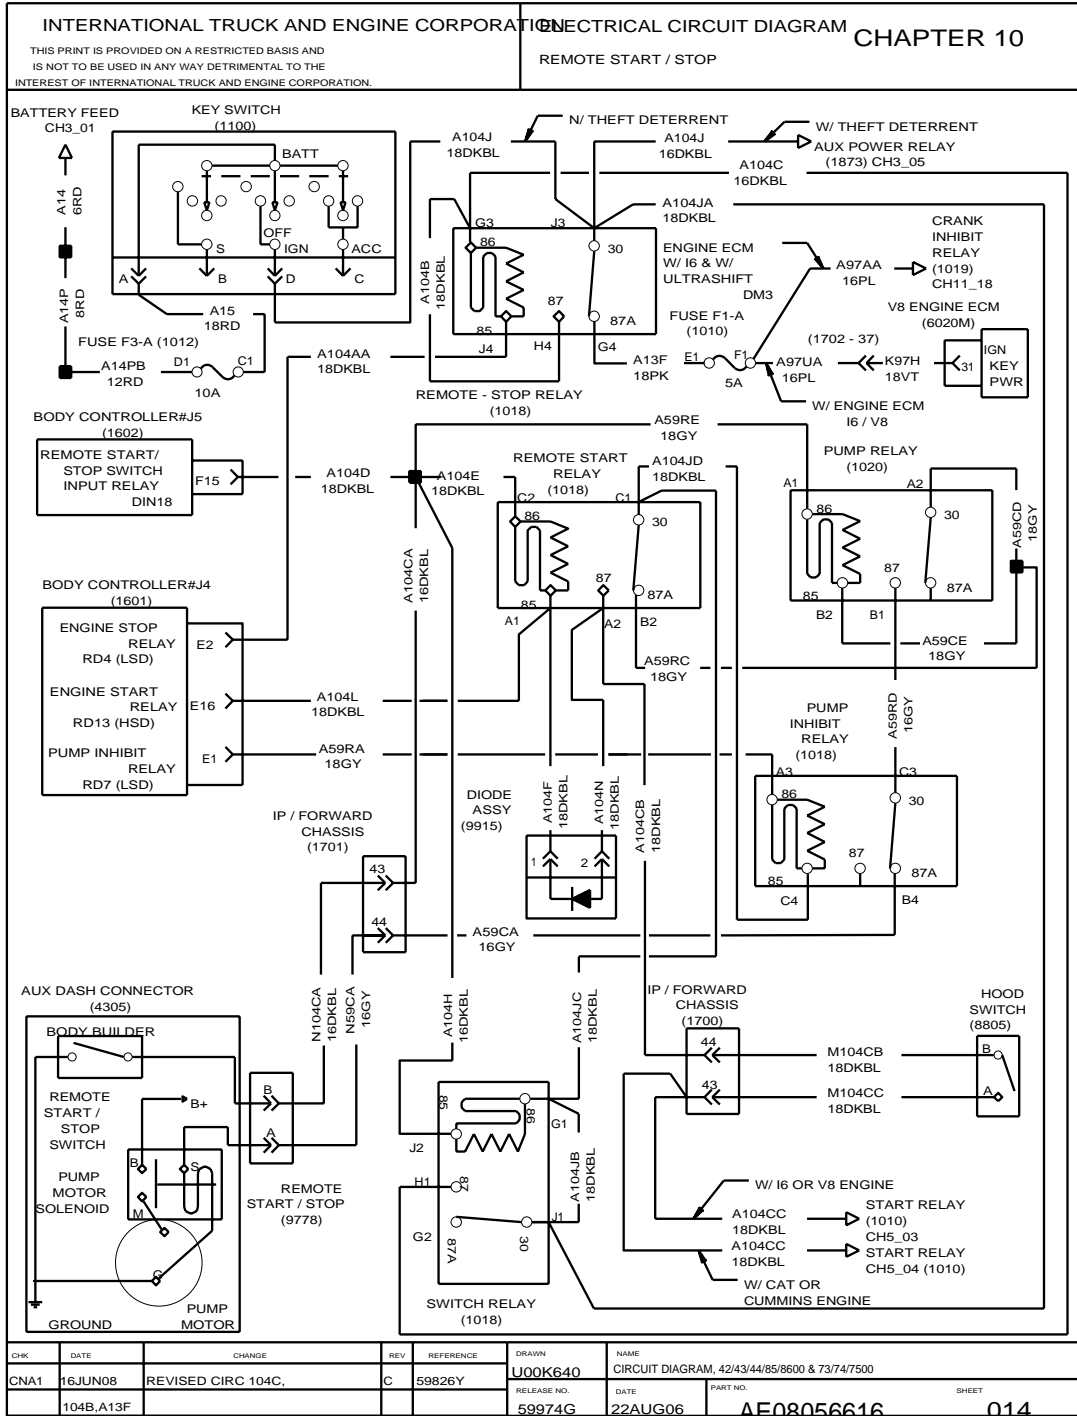 INTERNATIONAL TRUCK AND ENGINE CORPORATION
THIS PRINT IS PROVIDED ON A RESTRICTED BASIS AND
IS NOT TO BE USED IN ANY WAY DETRIMENTAL TO THE
INTEREST OF INTERNATIONAL TRUCK AND ENGINE CORPORATION.
ELECTRICAL CIRCUIT DIAGRAM
REMOTE START / STOP
CHAPTER 10
BATTERY FEED
CH3_01
A14
6RD
A14P
8RD
KEY SWITCH
(1100)
BATT
OFF
S
IGN
ACC
A
B
D
C
A15
18RD
FUSE F3-A (1012)
A14PB
12RD
D1
C1
10A
A104J
18DKBL
N/ THEFT DETERRENT
A104J
16DKBL
W/ THEFT DETERRENT
AUX POWER RELAY
(1873) CH3_05
A104C
16DKBL
A104JA
18DKBL
A104B
18DKBL
G3
J3
86
30
87
85
87A
J4
H4
G4
REMOTE - STOP RELAY
(1018)
A104AA
18DKBL
ENGINE ECM
W/ I6 & W/
ULTRASHIFT
DM3
FUSE F1-A
(1010)
A13F
18PK
E1
F1
5A
A97AA
16PL
CRANK
INHIBIT
RELAY
(1019)
CH11_18
V8 ENGINE ECM
(6020M)
(1702 - 37)
A97UA
16PL
K97H
18VT
31
IGN
KEY
PWR
W/ ENGINE ECM
I6 / V8
BODY CONTROLLER#J5
(1602)
REMOTE START/
STOP SWITCH
INPUT RELAY
DIN18
F15
A104D
18DKBL
A104E
18DKBL
A59RE
18GY
REMOTE START
RELAY
(1018)
A104JD
18DKBL
C2
C1
86
30
87
85
87A
A1
A2
B2
PUMP RELAY
(1020)
A1
A2
86
30
87
85
87A
B2
B1
A59CD
18GY
A59CE
18GY
A59RC
18GY
A59RD
16GY
A104CA
16DKBL
BODY CONTROLLER#J4
(1601)
ENGINE STOP
RELAY
RD4 (LSD)
E2
ENGINE START
RELAY
RD13 (HSD)
E16
PUMP INHIBIT
RELAY
RD7 (LSD)
E1
A104L
18DKBL
A59RA
18GY
PUMP
INHIBIT
RELAY
(1018)
A3
C3
86
30
87
85
87A
C4
B4
DIODE
ASSY
(9915)
A104F
18DKBL
A104N
18DKBL
A104CB
18DKBL
1
2
IP / FORWARD
CHASSIS
(1701)
43
44
A59CA
16GY
N104CA
16DKBL
N59CA
16GY
A104H
16DKBL
A104JC
18DKBL
AUX DASH CONNECTOR
(4305)
BODY BUILDER
REMOTE
START /
STOP
SWITCH
B+
B
S
M
G
PUMP
MOTOR
SOLENOID
PUMP
MOTOR
GROUND
B
A
REMOTE
START / STOP
(9778)
IP / FORWARD
CHASSIS
(1700)
44
43
HOOD
SWITCH
(8805)
B
A
M104CB
18DKBL
M104CC
18DKBL
85
86
J2
G1
H1
87
A104JB
18DKBL
G2
87A
30
J1
SWITCH RELAY
(1018)
W/ I6 OR V8 ENGINE
A104CC
18DKBL
START RELAY
(1010)
CH5_03
A104CC
18DKBL
START RELAY
CH5_04 (1010)
W/ CAT OR
CUMMINS ENGINE
CHK DATE CHANGE REV REFERENCE
CNA1 16JUN08 REVISED CIRC 104C, C 59826Y
104B,A13F
DRAWN
U00K640
NAME
CIRCUIT DIAGRAM, 42/43/44/85/8600 & 73/74/7500
RELEASE NO.
59974G
DATE
22AUG06
PART NO.
AE08056616
SHEET
014